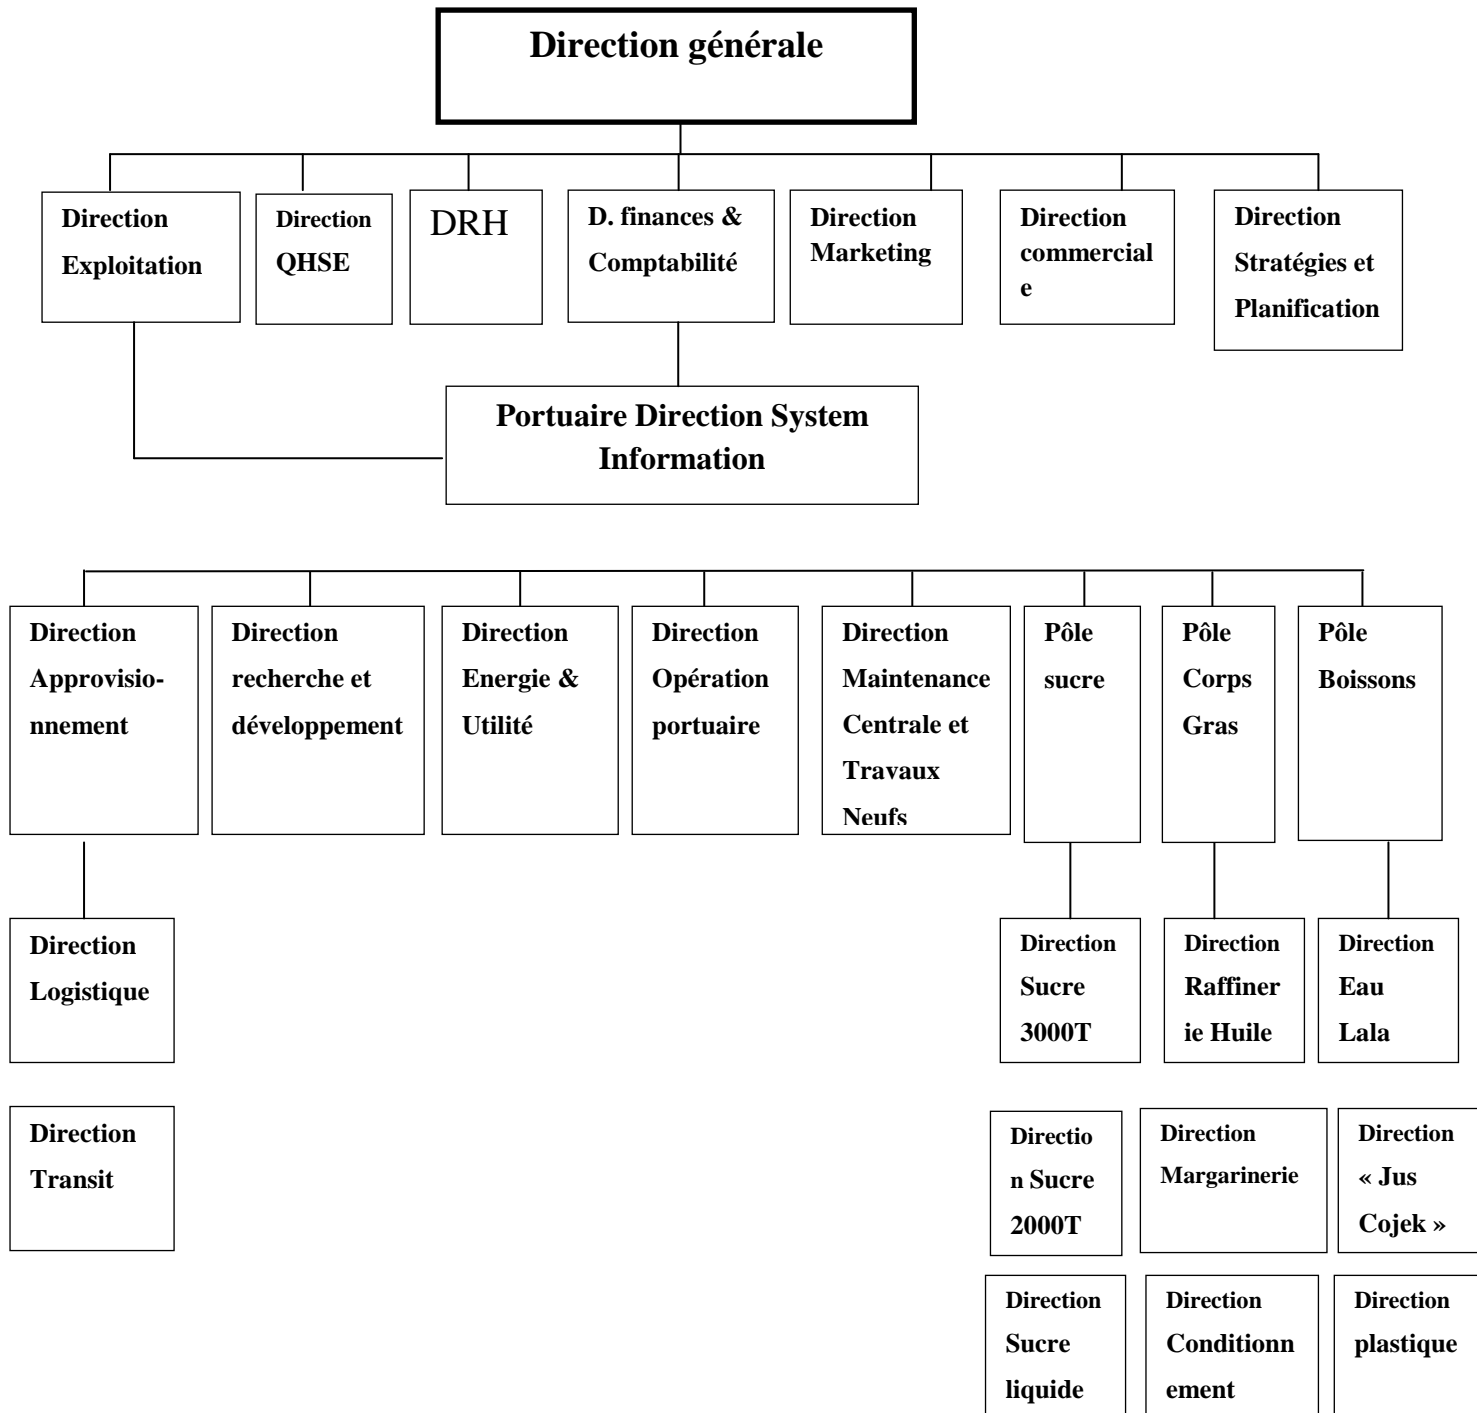 Direction générale
Direction
Exploitation
Direction
QHSE
DRH
D. finances &
Comptabilité
Direction
Marketing
Direction
commercial
e
Direction
Stratégies et
Planification
Portuaire Direction System
Information
Direction
Approvisio-
nnement
Direction
recherche et
développement
Direction
Energie &
Utilité
Direction
Opération
portuaire
Direction
Maintenance
Centrale et
Travaux
Neufs
Pôle
sucre
Pôle
Corps
Gras
Pôle
Boissons
Direction
Logistique
Direction
Sucre
3000T
Direction
Raffiner
ie Huile
Direction
Eau
Lala
Direction
Transit
Directio
n Sucre
2000T
Direction
Margarinerie
Direction
« Jus
Cojek »
Direction
Sucre
liquide
Direction
Conditionn
ement
Direction
plastique